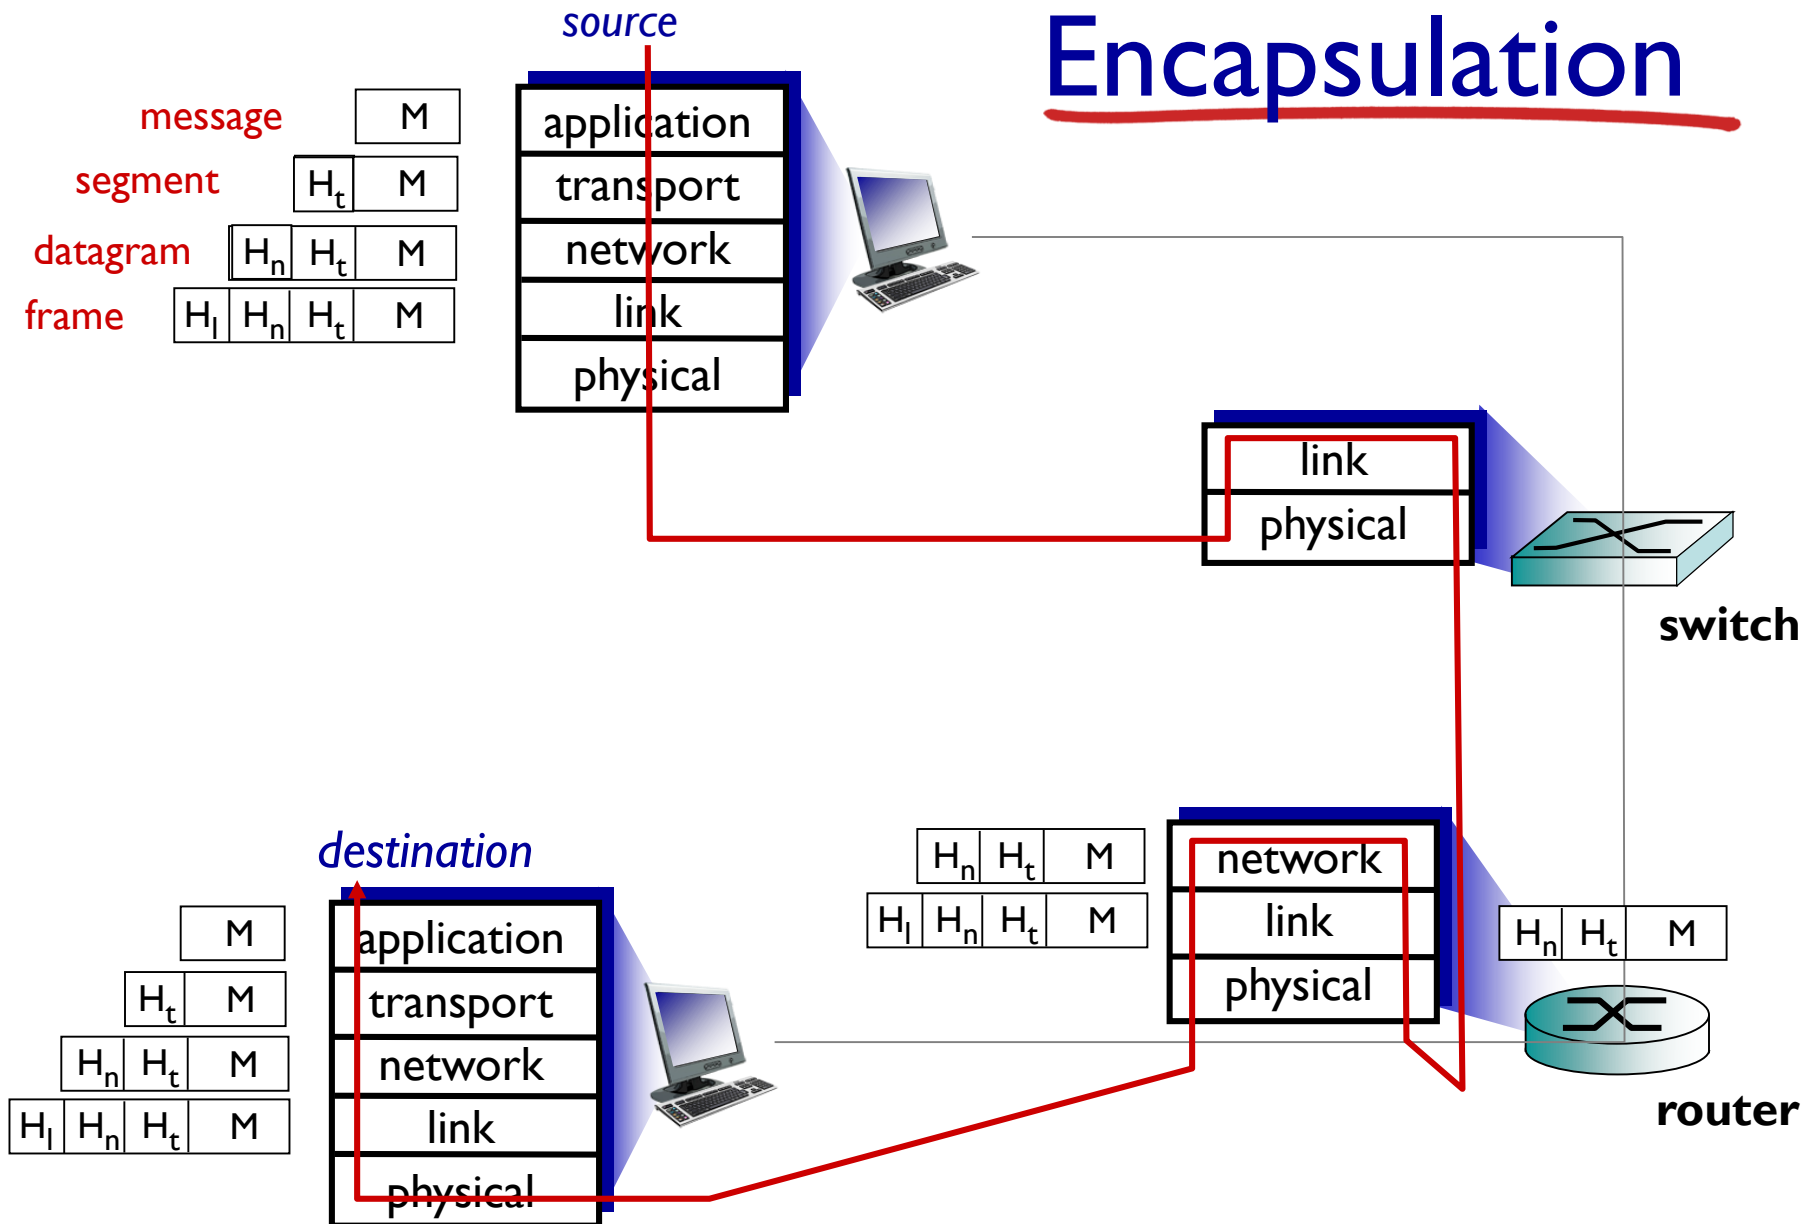 source
Encapsulation
message M
segment Ht M
datagram Hn Ht M
frame Hl Hn Ht M
application
transport
network
link
physical
link
physical
switch
destination
M
Ht M
Hn Ht M
Hl Hn Ht M
application
transport
network
link
physical
Hn Ht M
Hl Hn Ht M
network
link
physical
Hn Ht M
router